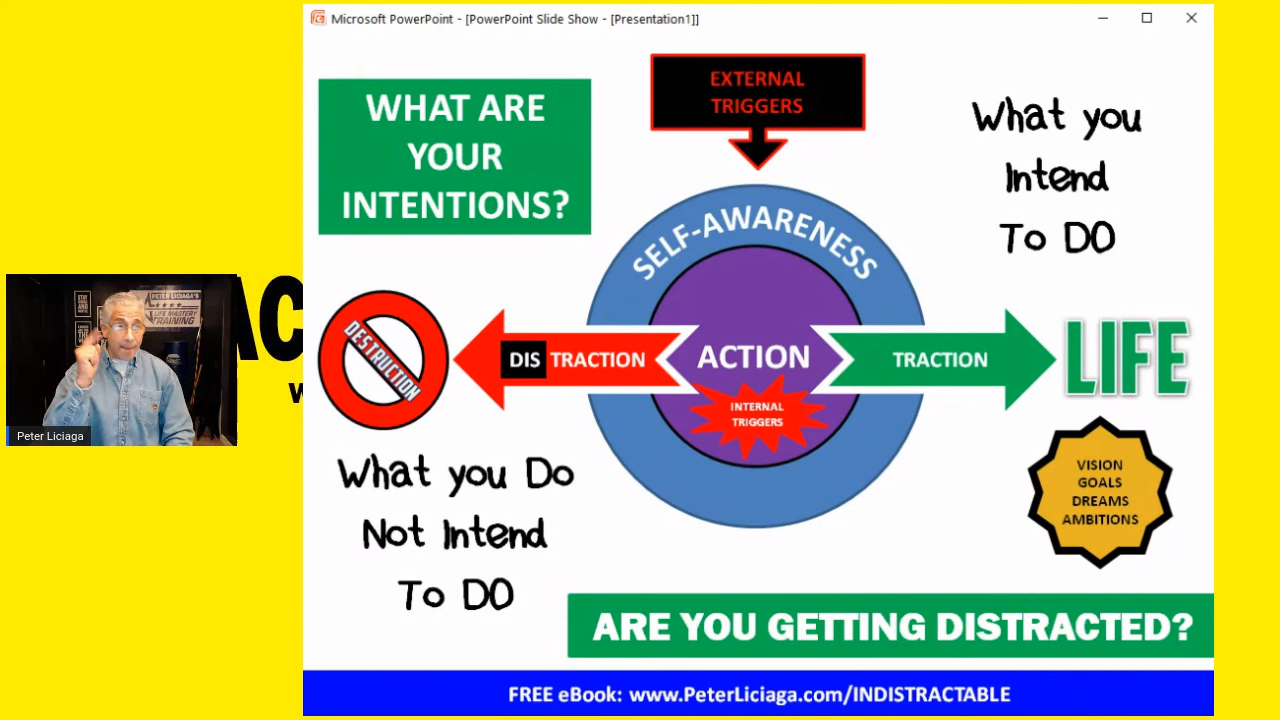 Microsoft PowerPoint - [PowerPoint Slide Show - [Presentation1]]
WHAT ARE
YOUR
INTENTIONS?
EXTERNAL
TRIGGERS
What you
Intend
To DO
SELF-AWARENESS
DESTRUCTION
DISTRACTION
ACTION
TRACTION
LIFE
INTERNAL
TRIGGERS
VISION
GOALS
DREAMS
AMBITIONS
What you Do
Not Intend
To DO
ARE YOU GETTING DISTRACTED?
FREE eBook: www.PeterLiciaga.com/INDISTRACTABLE
PETER LICIAGA'S
LIFE MASTERY
TRAINING
Peter Liciaga
AC